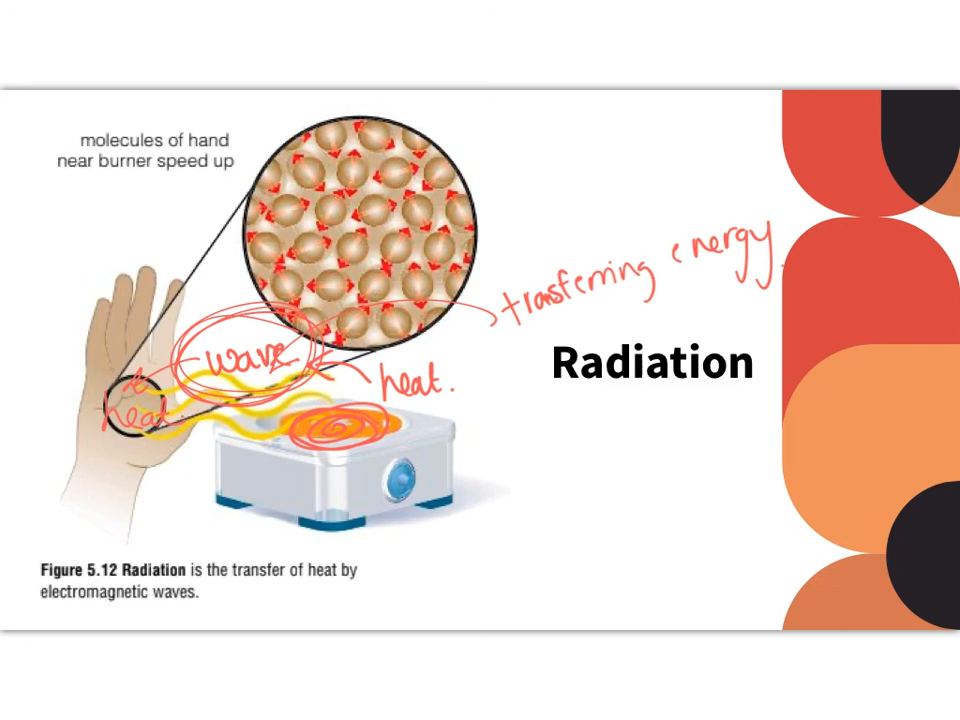 molecules of hand
near burner speed up
transferring energy
wave
heat.
heat
Radiation
Figure 5.12 Radiation is the transfer of heat by
electromagnetic waves.